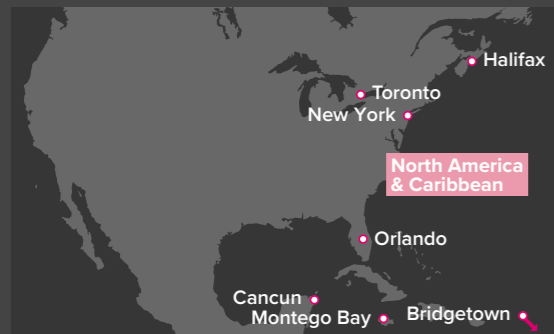 Halifax
Toronto
New York
North America
& Caribbean
Orlando
Cancun
Montego Bay
Bridgetown